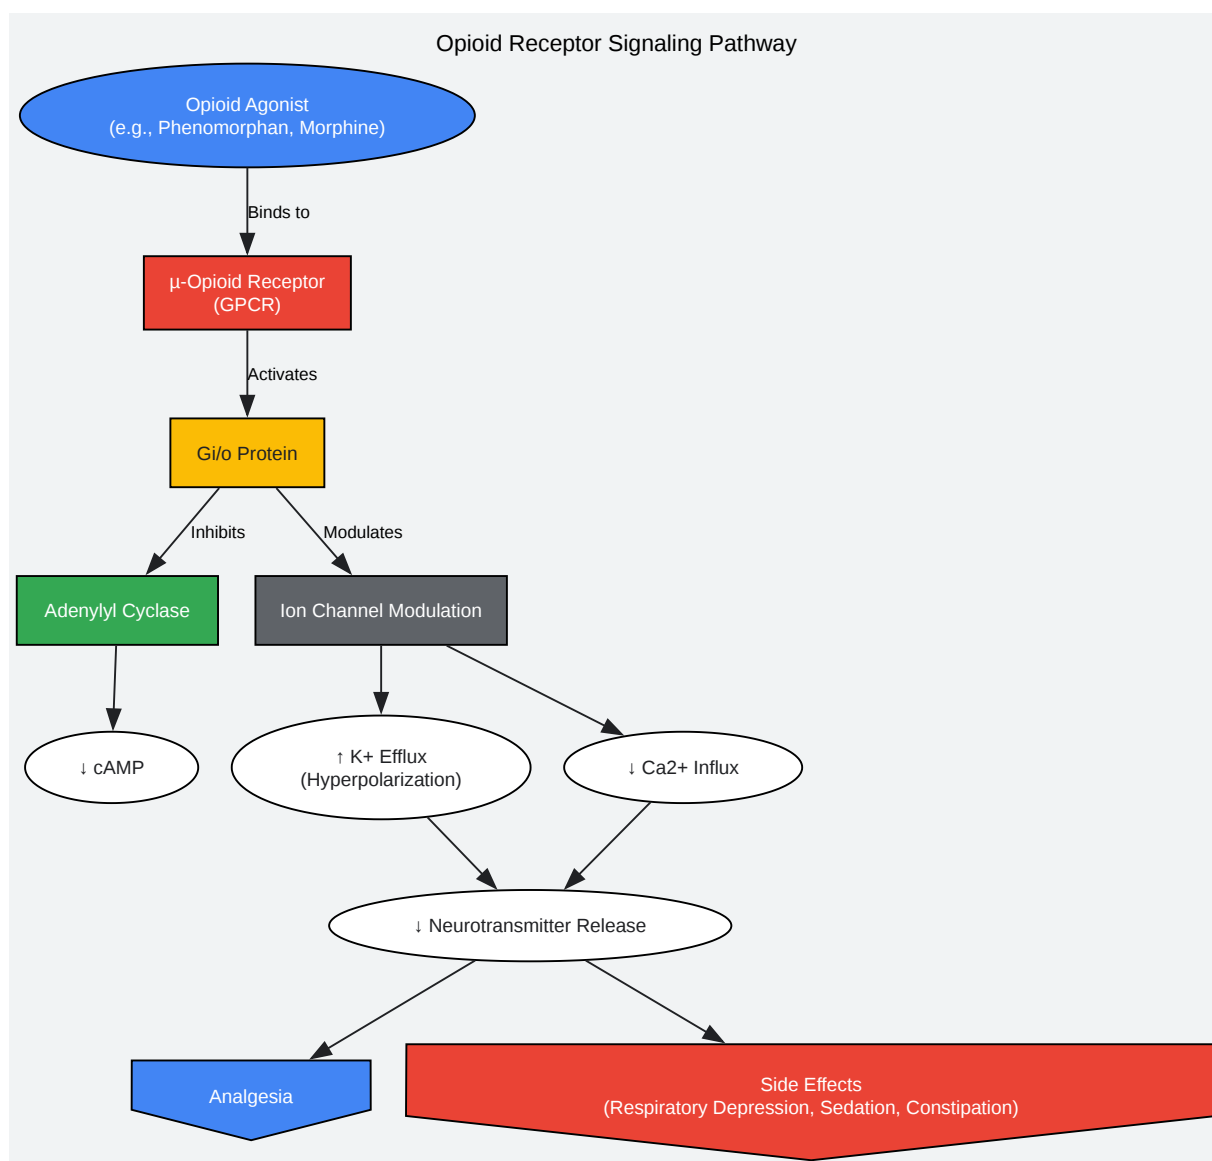 Opioid Receptor Signaling Pathway
Opioid Agonist
(e.g., Phenomorphan, Morphine)
Binds to
µ-Opioid Receptor
(GPCR)
Activates
Gi/o Protein
Inhibits
Modulates
Adenylyl Cyclase
Ion Channel Modulation
↓ cAMP
↑ K+ Efflux
(Hyperpolarization)
↓ Ca2+ Influx
↓ Neurotransmitter Release
Analgesia
Side Effects
(Respiratory Depression, Sedation, Constipation)